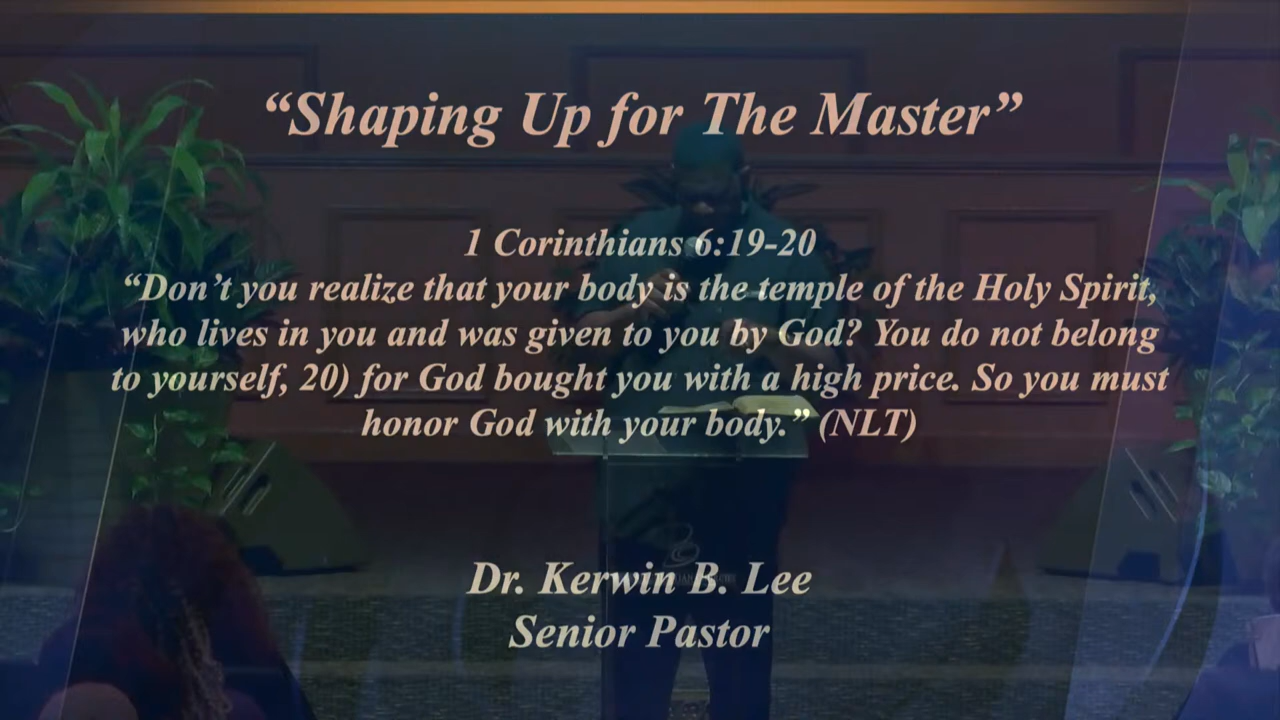 “Shaping Up for The Master”
1 Corinthians 6:19-20
“Don’t you realize that your body is the temple of the Holy Spirit,
who lives in you and was given to you by God? You do not belong
to yourself, 20) for God bought you with a high price. So you must
honor God with your body.” (NLT)
Dr. Kerwin B. Lee
Senior Pastor